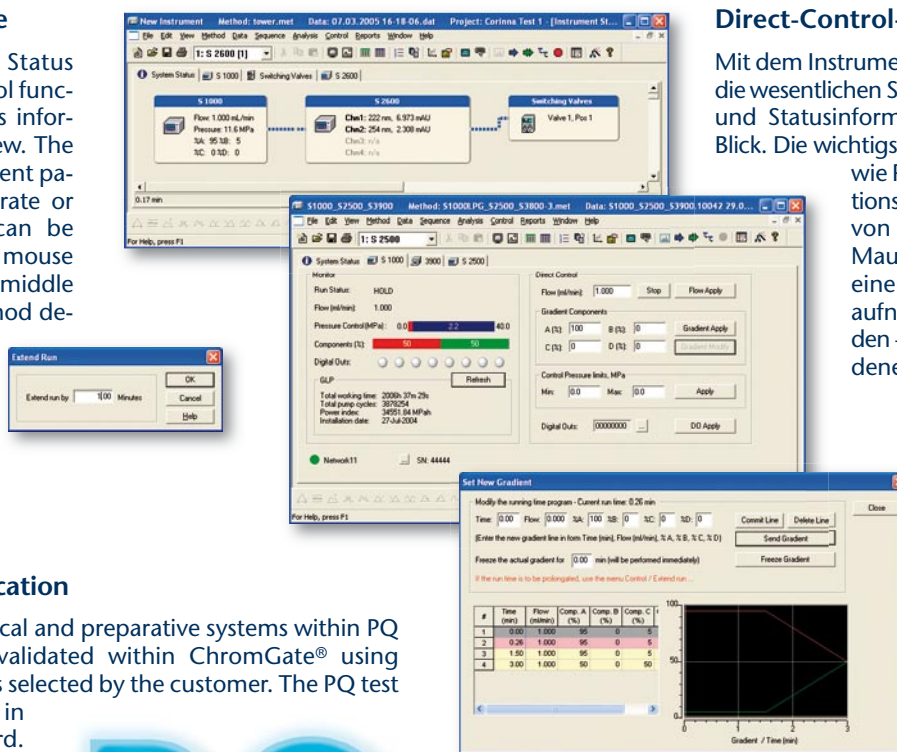 e
Status
ol func-
s infor-
ew. The
ent pa-
rate or
can be
mouse
middle
nod de-
New Instrument Method: tower.met Data: 07.03.2005 16-18-06.dat Project: Corinna Test 1 - [Instrument St...
File Edit View Method Data Sequence Analysis Control Reports Window Help
1: S 2600 [1]
System Status S 1000 Switching Valves S 2600
S 1000
Flow: 1.000 mL/min
Pressure: 11.6 MPa
%A: 95 %B: 5
%C: 0 %D: 0
S 2600
Chn1: 222 nm, 6.973 mAU
Chn2: 254 nm, 2.308 mAU
Chn3: n/a
Chn4: n/a
Switching Valves
Valve 1, Pos 1
0.17 min
For Help, press F1
Direct-Control-
Mit dem Instrume
die wesentlichen S
und Statusinform
Blick. Die wichtigs
wie F
tions
von
Mau
eine
aufn
den -
dene
Extend Run
Extend run by 100 Minutes
OK
Cancel
Help
S1000_S2500_S3900 Method: S1000LPG_S2500_S3800-3.met Data: S1000_S2500_S3900,10042 29.0...
File Edit View Method Data Sequence Analysis Control Reports Window Help
1: S 2500
System Status S 1000 3900 S 2500
Monitor
Run Status: HOLD
Flow (ml/min): 1.000
Pressure Control(MPa): 0.0 2.2 40.0
Components (%): 50 50
Digital Outs:
GLP
Refresh
Total working time: 2006h 37m 29s
Total pump cycles: 3878254
Power index: 34551.04 MPah
Installation date: 27-Jul-2004
Network11 ... SN: 44444
For Help, press F1
Direct Control
Flow (ml/min): 1.000 Stop Flow Apply
Gradient Components
A (%): 100 B (%): 0 Gradient Apply
C (%): 0 D (%): 0 Gradient Modify
Control Pressure limits, MPa
Min: 0.0 Max: 0.0 Apply
Digital Outs: 00000000 ... DO Apply
Set New Gradient
Modify the running time program - Current run time: 0.26 min
Time: 0.00 Flow: 0.000 %A: 100 %B: 0 %C: 0 %D: 0 Commit Line Delete Line
(Enter the new gradient line in form Time (min), Flow (ml/min), % A, % B, % C, % D) Send Gradient
Freeze the actual gradient for 0.00 min (will be performed immediately) Freeze Gradient
If the run time is to be prolongated, use the menu Control / Extend run ...
Close
# Time (min) Flow (ml/min) Comp. A (%) Comp. B (%) Comp. C (%)
1 0.00 1.000 95 0 5
2 0.26 1.000 95 0 5
3 1.50 1.000 95 0 5
4 3.00 1.000 50 0 50
100
50
0
0 1 2 3
Gradient / Time (min)
cation
ical and preparative systems within PQ
validated within ChromGate® using
s selected by the customer. The PQ test
in
rd.